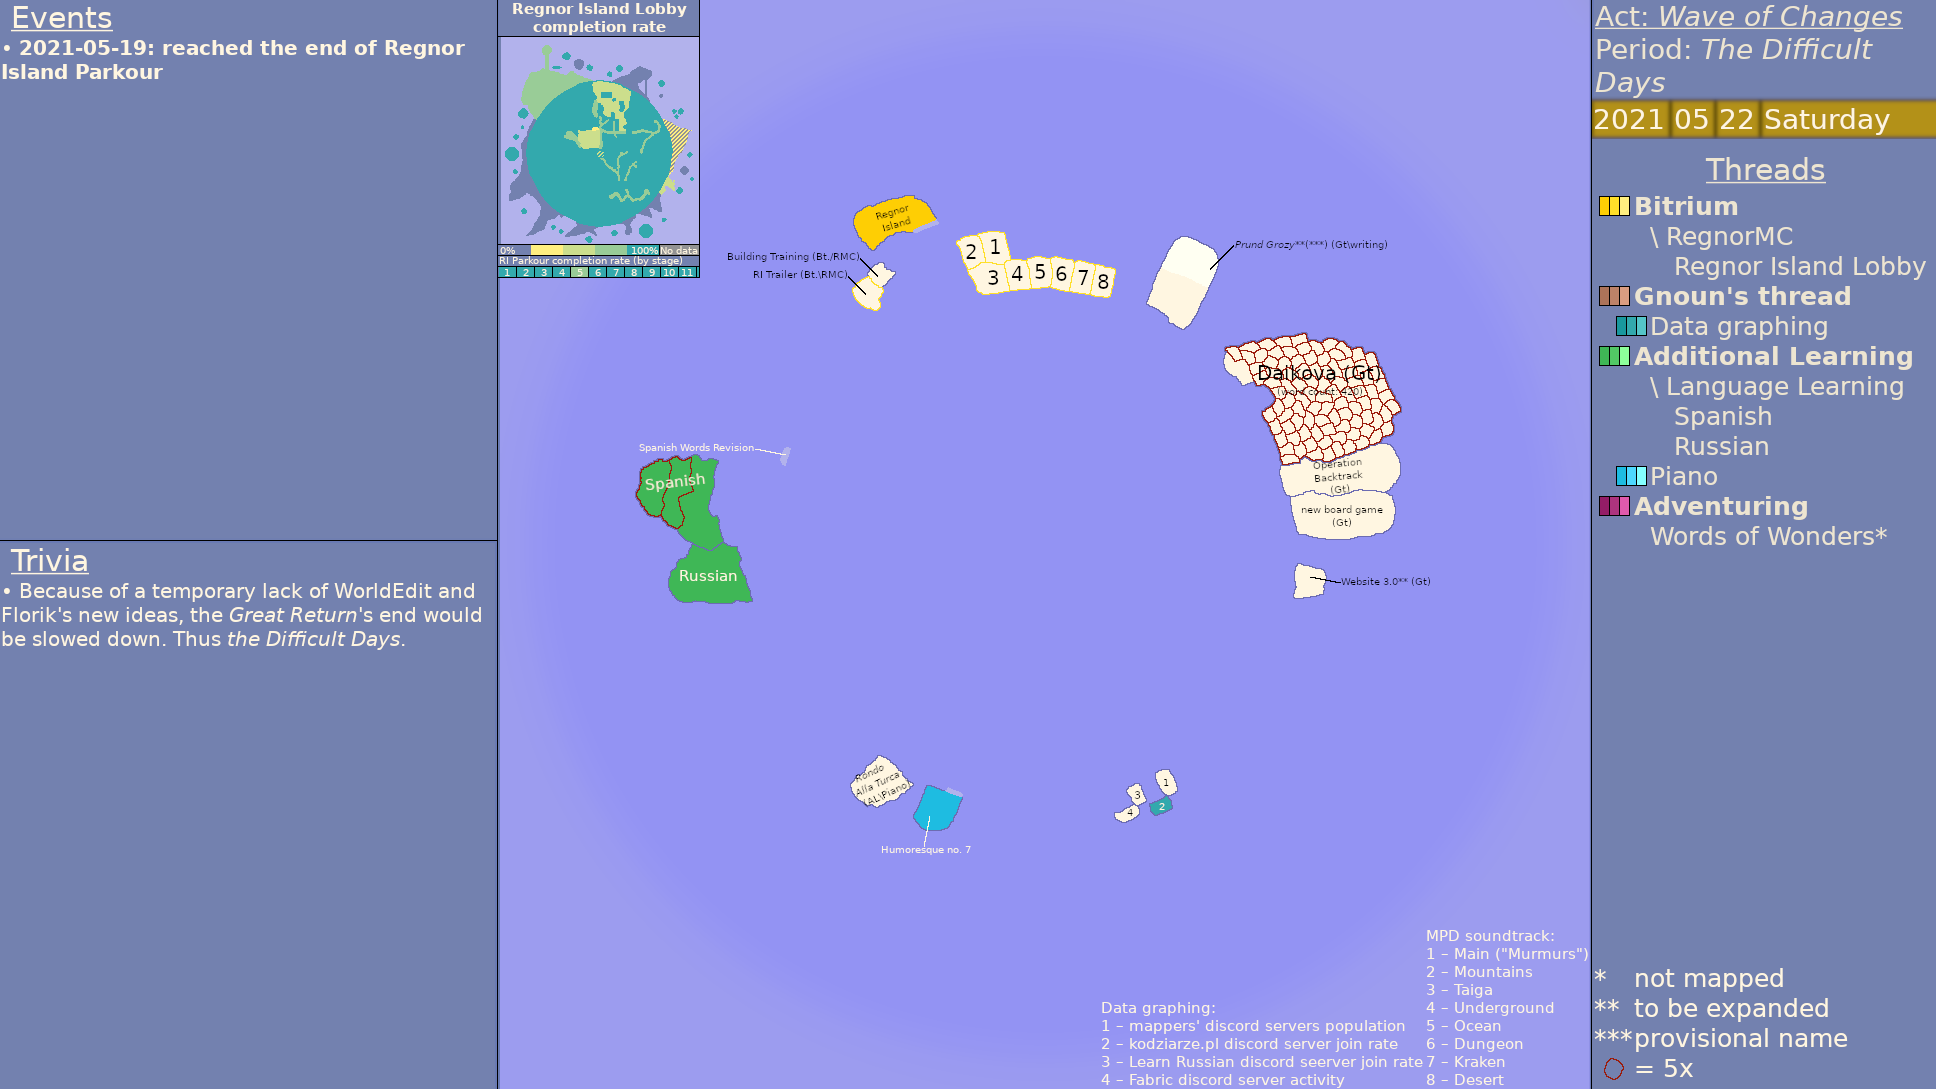 Events
• 2021-05-19: reached the end of Regnor
Island Parkour
Trivia
• Because of a temporary lack of WorldEdit and
Florik's new ideas, the Great Return's end would
be slowed down. Thus the Difficult Days.
Regnor Island Lobby
completion rate
0% 100% No data
RI Parkour completion rate (by stage)
1 2 3 4 5 6 7 8 9 10 11
Regnor
Island
Building Training (Bt./RMC)
RI Trailer (Bt.\RMC)
2 1
3 4 5 6 7 8
Prund Grozy**(***) (Gt\writing)
Dalkova (Gt)
(word count: 420)
Operation
Backtrack
(Gt)
new board game
(Gt)
Website 3.0** (Gt)
Spanish Words Revision
Spanish
Russian
Rondo
Alla Turca
(AL\Piano)
Humoresque no. 7
1
3
2
4
Data graphing:
1 – mappers' discord servers population
2 – kodziarze.pl discord server join rate
3 – Learn Russian discord seerver join rate
4 – Fabric discord server activity
MPD soundtrack:
1 – Main ("Murmurs")
2 – Mountains
3 – Taiga
4 – Underground
5 – Ocean
6 – Dungeon
7 – Kraken
8 – Desert
Act: Wave of Changes
Period: The Difficult
Days
2021 05 22 Saturday
Threads
Bitrium
\ RegnorMC
Regnor Island Lobby
Gnoun's thread
Data graphing
Additional Learning
\ Language Learning
Spanish
Russian
Piano
Adventuring
Words of Wonders*
* not mapped
** to be expanded
*** provisional name
= 5x